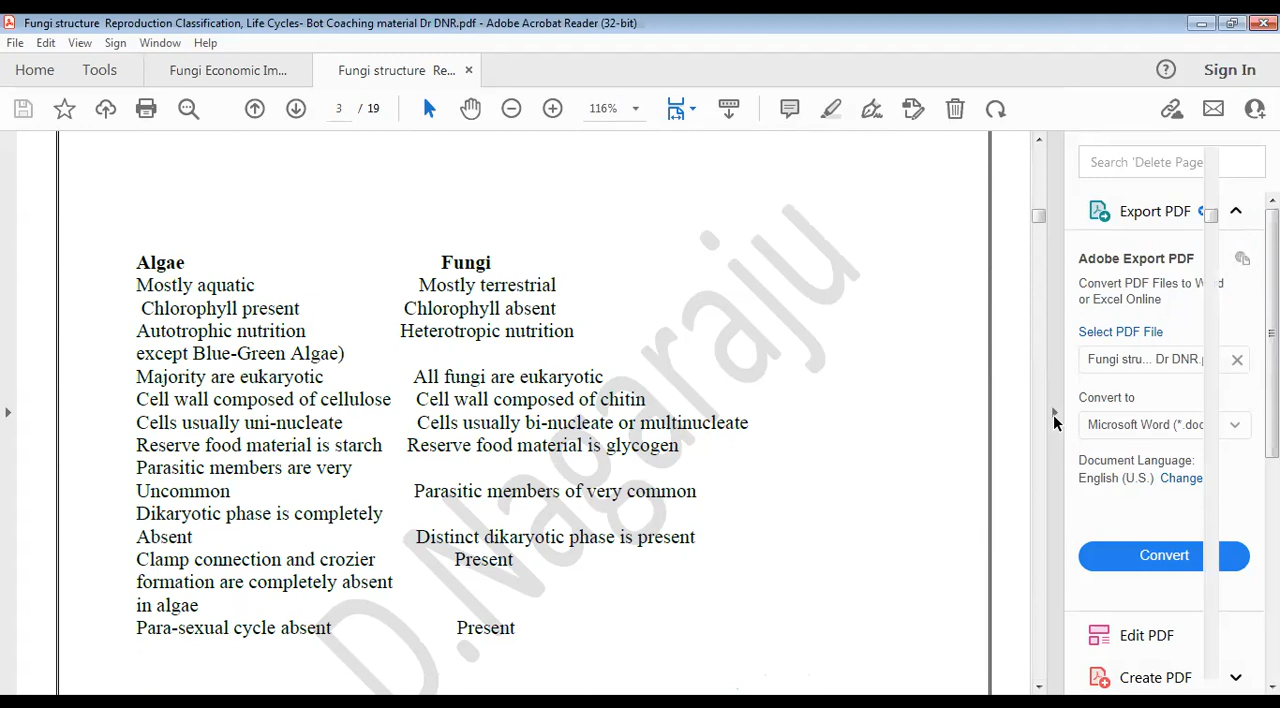 Fungi structure  Reproduction Classification, Life Cycles- Bot Coaching material Dr DNR.pdf - Adobe Acrobat Reader (32-bit)
File Edit View Sign Window Help
Home Tools Fungi Economic Im... Fungi structure  Re... × ? Sign In
3 / 19 116%
Search 'Delete Page
Export PDF
Adobe Export PDF
Convert PDF Files to Word
or Excel Online
Select PDF File
Fungi stru... Dr DNR.p
Convert to
Microsoft Word (*.doc
Document Language:
English (U.S.) Change
Convert
Edit PDF
Create PDF
Algae Fungi
Mostly aquatic Mostly terrestrial
Chlorophyll present Chlorophyll absent
Autotrophic nutrition Heterotropic nutrition
except Blue-Green Algae)
Majority are eukaryotic All fungi are eukaryotic
Cell wall composed of cellulose Cell wall composed of chitin
Cells usually uni-nucleate Cells usually bi-nucleate or multinucleate
Reserve food material is starch Reserve food material is glycogen
Parasitic members are very
Uncommon Parasitic members of very common
Dikaryotic phase is completely
Absent Distinct dikaryotic phase is present
Clamp connection and crozier Present
formation are completely absent
in algae
Para-sexual cycle absent Present
D.Nagaraju